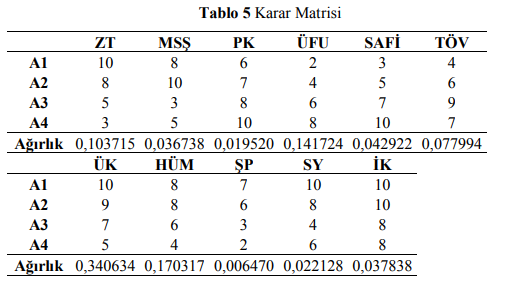 Tablo 5 Karar Matrisi
ZT MSŞ PK ÜFU SAFİ TÖV
A1 10 8 6 2 3 4
A2 8 10 7 4 5 6
A3 5 3 8 6 7 9
A4 3 5 10 8 10 7
Ağırlık 0,103715 0,036738 0,019520 0,141724 0,042922 0,077994
ÜK HÜM ŞP SY İK
A1 10 8 7 10 10
A2 9 8 6 8 10
A3 7 6 3 4 8
A4 5 4 2 6 8
Ağırlık 0,340634 0,170317 0,006470 0,022128 0,037838